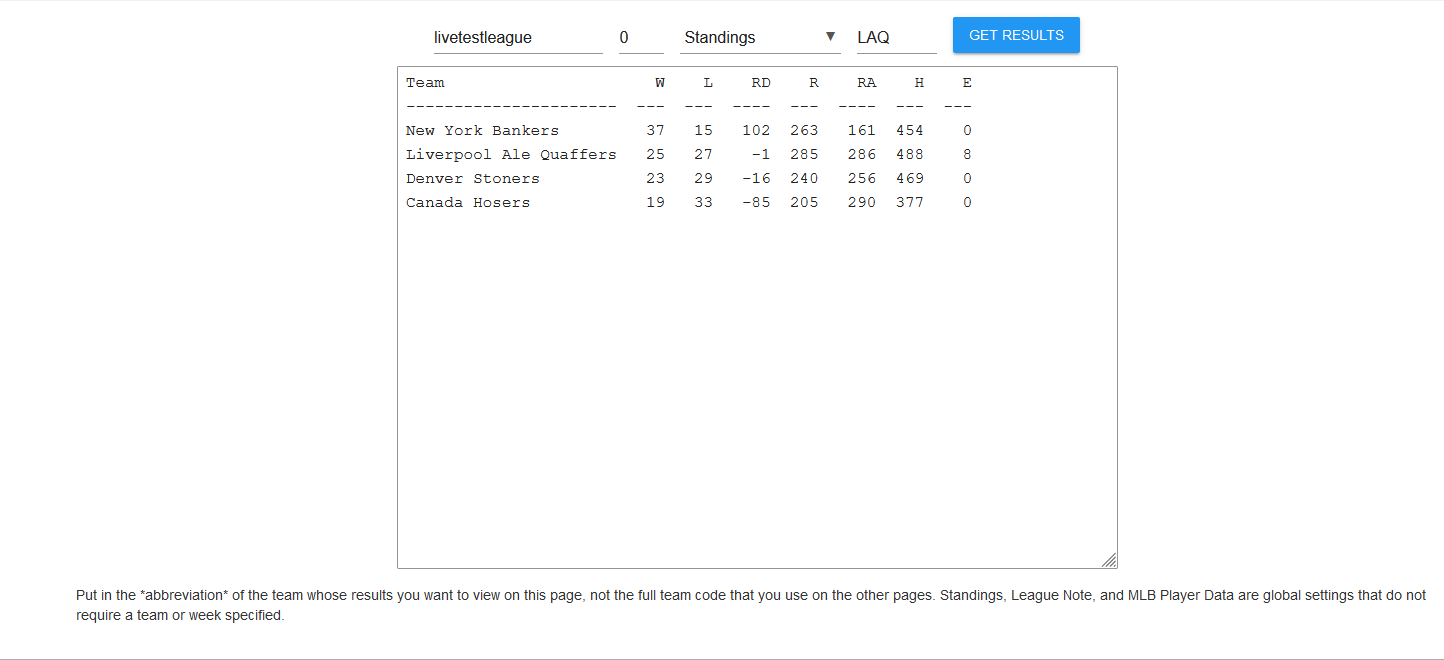 livetestleague 0 Standings ▼ LAQ GET RESULTS
Team                    W    L    RD    R    RA    H    E
----------------------  ---  ---  ----  ---  ----  ---  ---
New York Bankers         37   15   102  263   161  454    0
Liverpool Ale Quaffers   25   27    -1  285   286  488    8
Denver Stoners           23   29   -16  240   256  469    0
Canada Hosers            19   33   -85  205   290  377    0
Put in the *abbreviation* of the team whose results you want to view on this page, not the full team code that you use on the other pages. Standings, League Note, and MLB Player Data are global settings that do not
require a team or week specified.